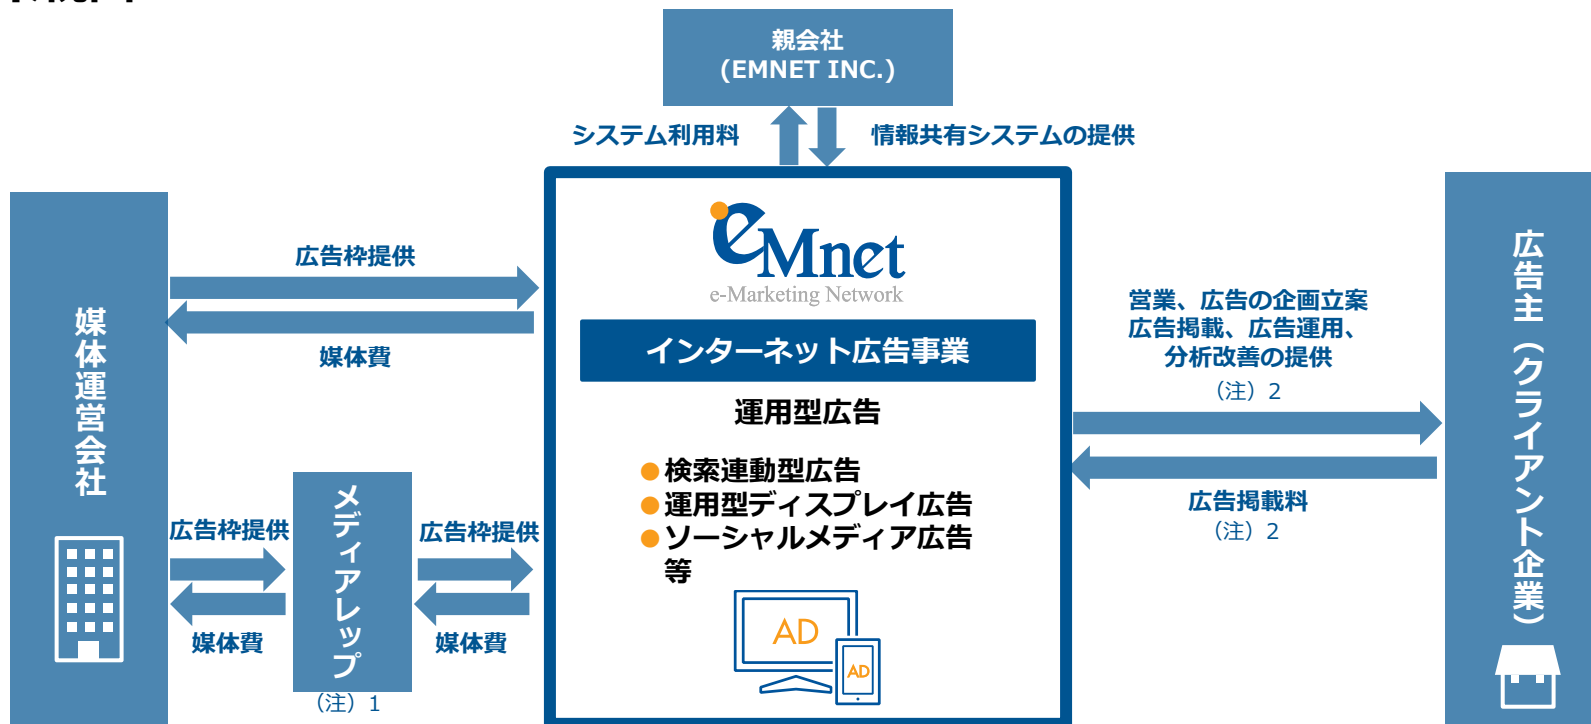 親会社
(EMNET INC.)
システム利用料
情報共有システムの提供
媒体運営会社
広告枠提供
媒体費
広告枠提供
媒体費
メディアレップ
（注）1
広告枠提供
媒体費
eMnet
e-Marketing Network
インターネット広告事業
運用型広告
●検索連動型広告
●運用型ディスプレイ広告
●ソーシャルメディア広告
等
AD
AD
営業、広告の企画立案
広告掲載、広告運用、
分析改善の提供
（注）2
広告掲載料
（注）2
広告主（クライアント企業）